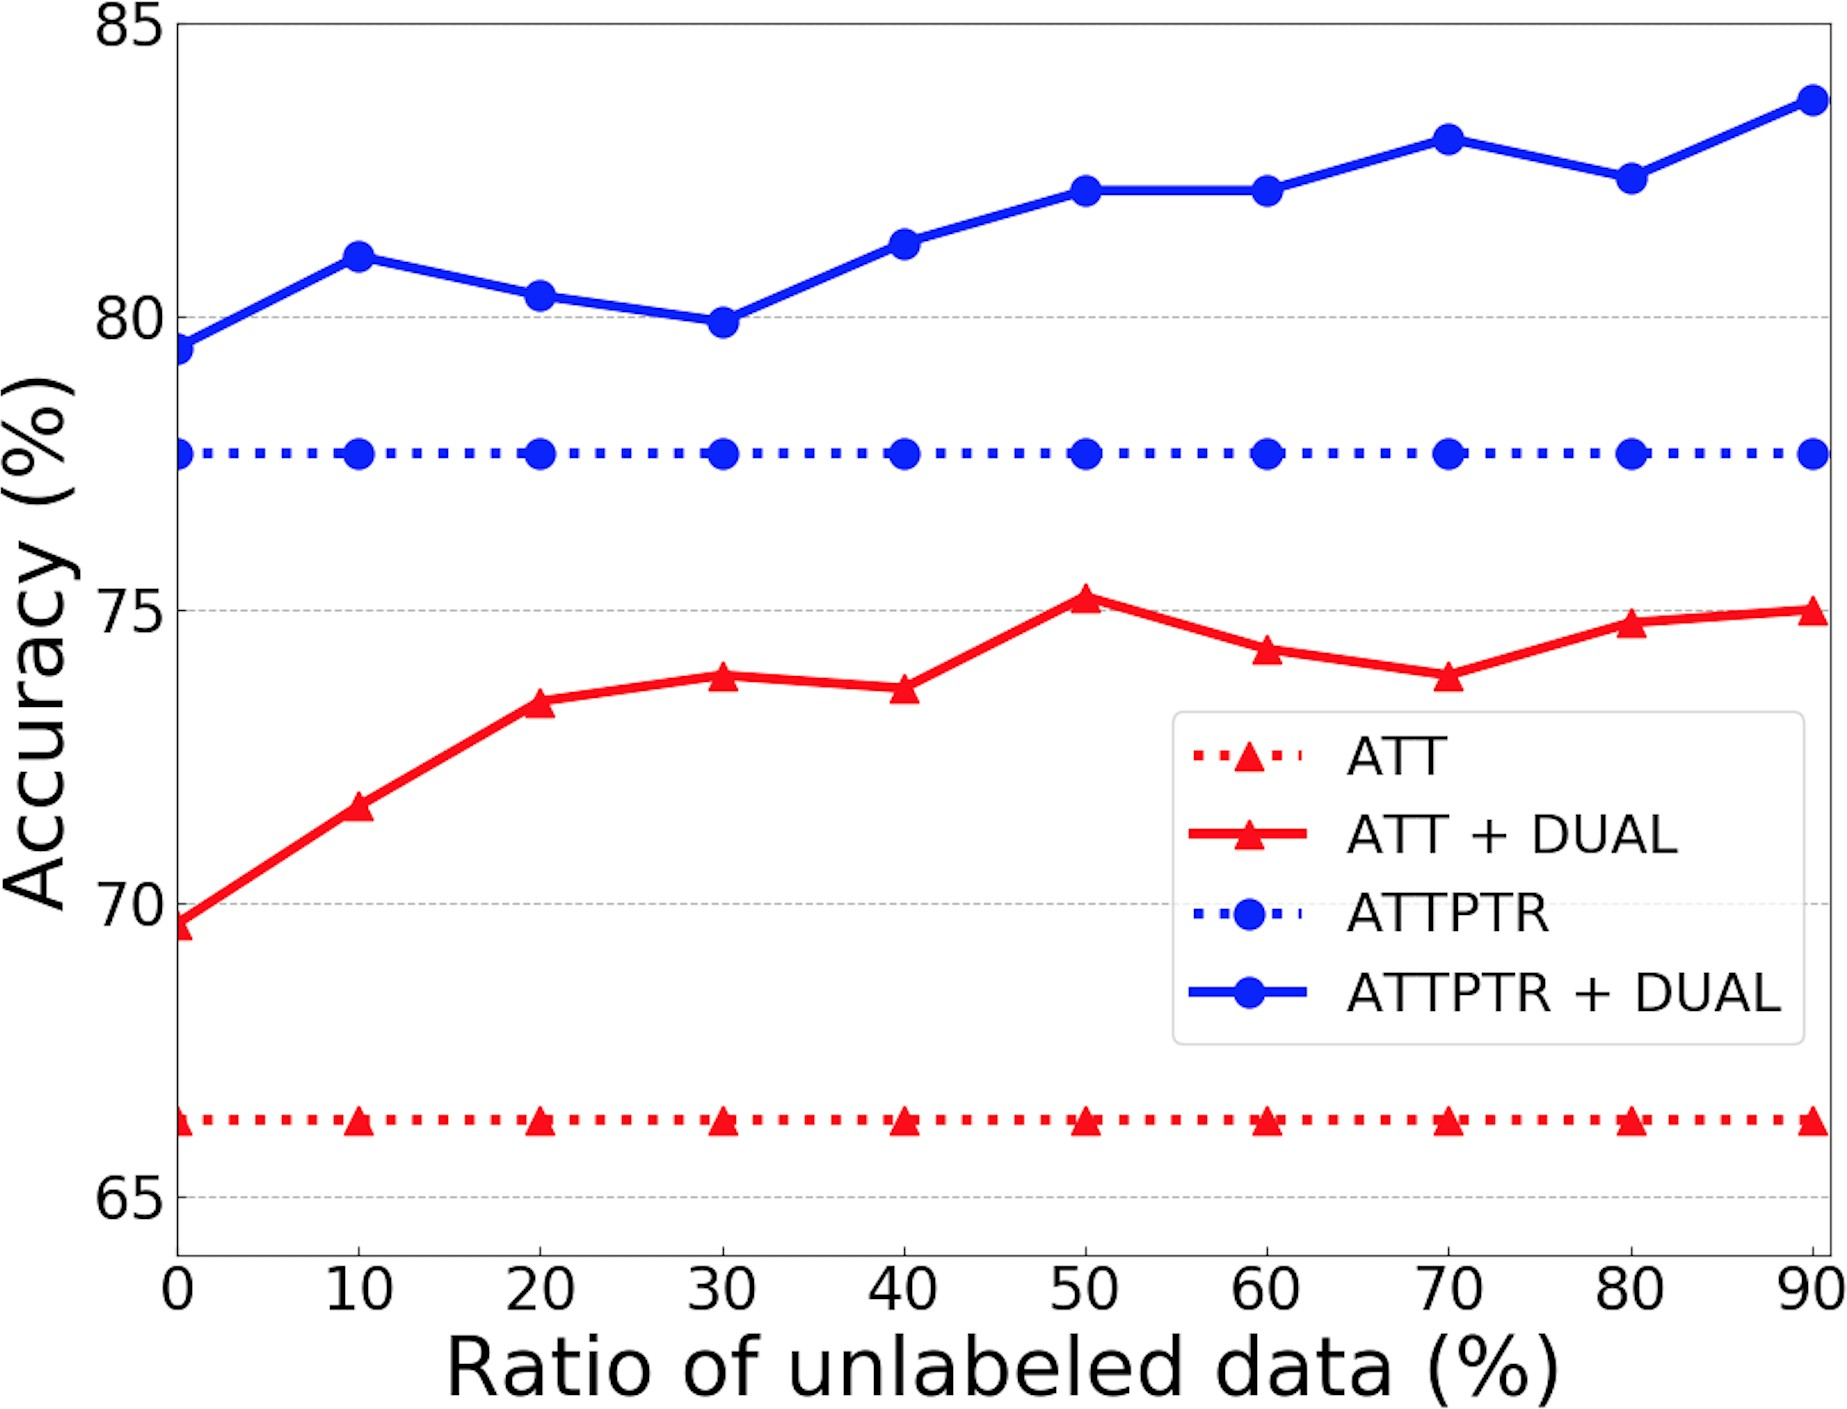 85
80
75
70
65
Accuracy (%)
ATT
ATT + DUAL
ATTPTR
ATTPTR + DUAL
0 10 20 30 40 50 60 70 80 90
Ratio of unlabeled data (%)